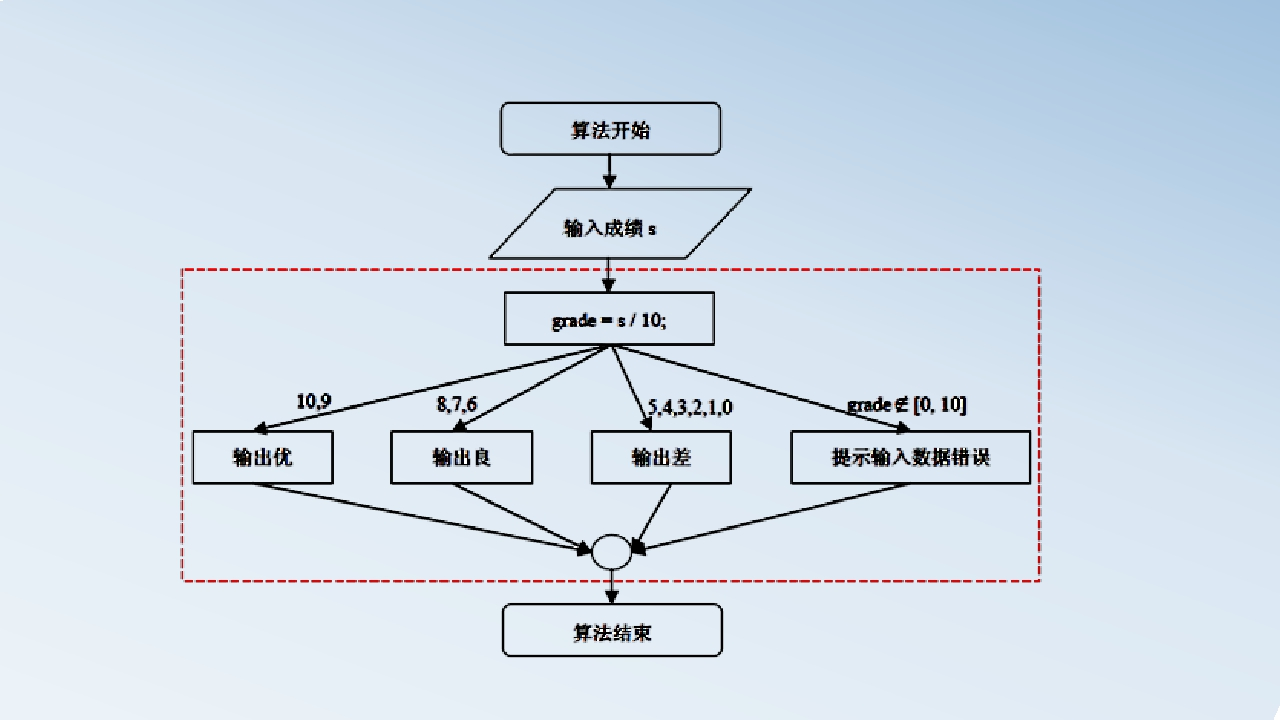 算法开始
输入成绩 s
grade = s / 10;
10,9
8,7,6
5,4,3,2,1,0
grade∉ [0, 10]
输出优
输出良
输出差
提示输入数据错误
算法结束